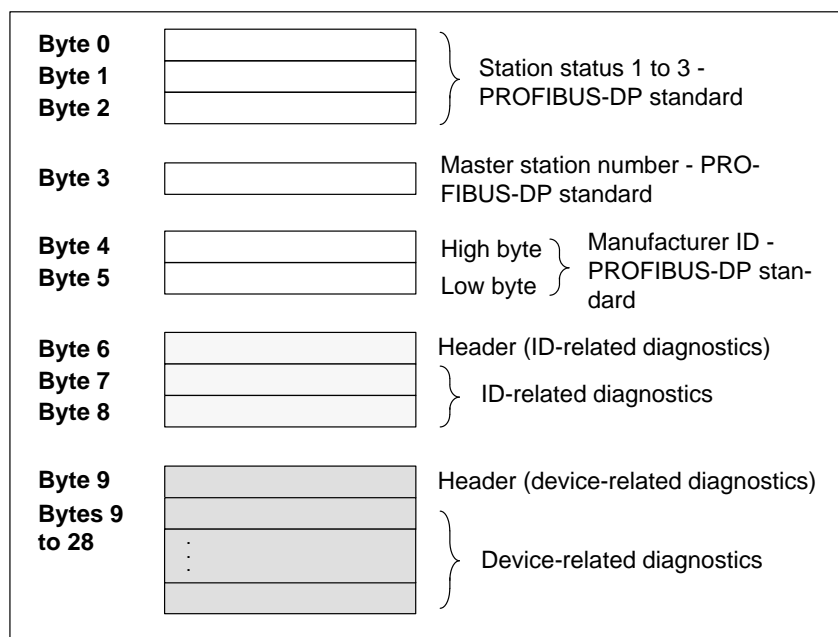 Byte 0
Byte 1
Byte 2
Station status 1 to 3 -
PROFIBUS-DP standard
Byte 3
Master station number - PRO-
FIBUS-DP standard
Byte 4
Byte 5
High byte
Low byte
Manufacturer ID -
PROFIBUS-DP stan-
dard
Byte 6
Header (ID-related diagnostics)
Byte 7
Byte 8
ID-related diagnostics
Byte 9
Header (device-related diagnostics)
Bytes 9
to 28
Device-related diagnostics